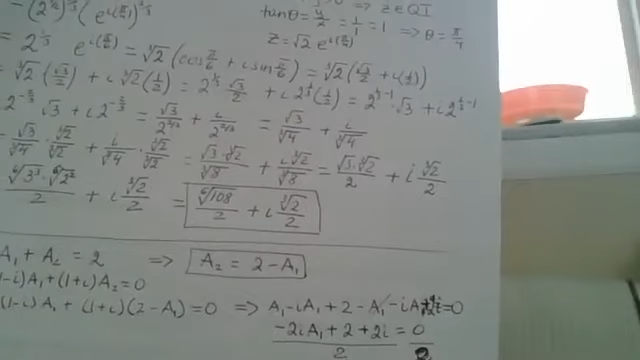 ⇒ z ∈ QI
tanθ = y/x = 1/1 = 1 ⇒ θ = π/4
z = √2 e^{i(π/4)}
(e^{i(π/4)})^{2/3}
= 2^{1/3} e^{i(π/6)} = ∛2 (cos π/6 + i sin π/6) = ∛2 (√3/2 + i(1/2))
= ∛2 (√3/2) + i ∛2 (1/2) = 2^{1/3} · √3/2 + i 2^{1/3} (1/2) = 2^{1/3 - 1} · √3 + i 2^{1/3 - 1}
2^{-2/3} √3 + i 2^{-2/3} = √3/2^{2/3} + i/2^{2/3} = √3/∛4 + i/∛4
√3/∛4 · ∛2/∛2 + i/∛4 · ∛2/∛2 = √3 · ∛2/∛8 + i∛2/∛8 = √3 · ∛2/2 + i ∛2/2
⁶√3³ · ⁶√2²/2 + i ∛2/2 = ⁶√108/2 + i ∛2/2
A₁ + A₂ = 2 ⇒ A₂ = 2 - A₁
1-i)A₁ + (1+i)A₂ = 0
(1-i)A₁ + (1+i)(2-A₁) = 0 ⇒ A₁ - iA₁ + 2 - A₁ - iA₁ + 2i = 0
-2iA₁ + 2 + 2i/2 = 0/2